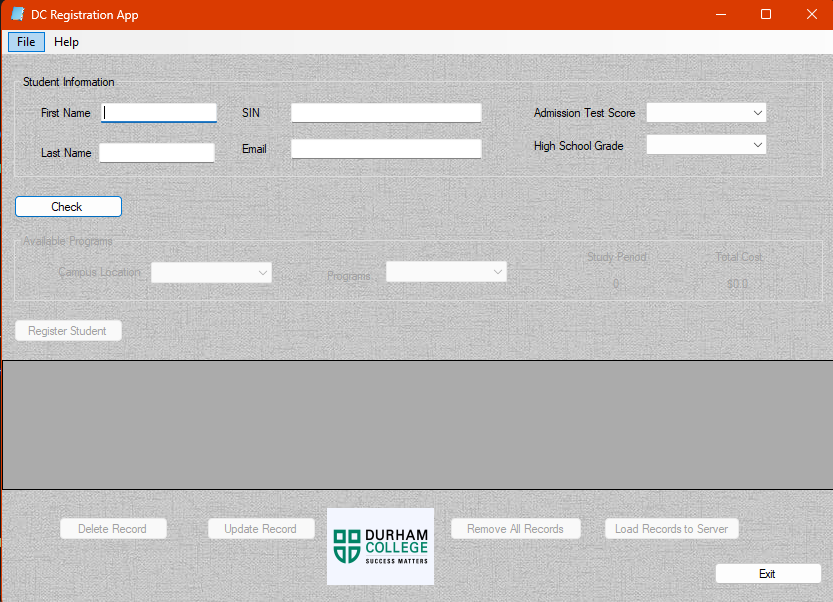 DC Registration App
File Help
Student Information
First Name SIN Admission Test Score
Last Name Email High School Grade
Check
Available Programs
Campus Location Programs Study Period Total Cost
0 $0.0
Register Student
Delete Record Update Record Remove All Records Load Records to Server
DURHAM
COLLEGE
SUCCESS MATTERS
Exit